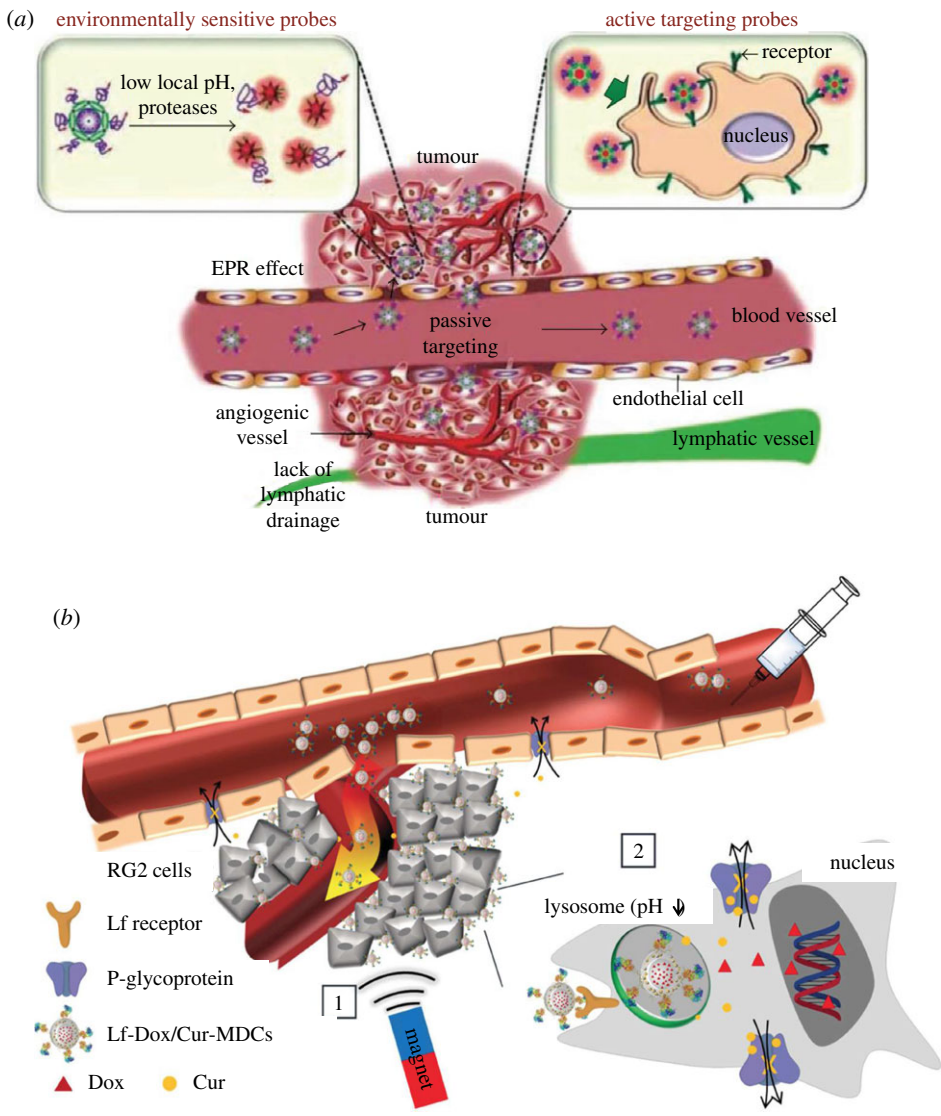 (a)
environmentally sensitive probes
active targeting probes
low local pH,
proteases
receptor
nucleus
tumour
EPR effect
passive
targeting
blood vessel
endothelial cell
angiogenic
vessel
lymphatic vessel
lack of
lymphatic
drainage
tumour
(b)
RG2 cells
Lf receptor
P-glycoprotein
Lf-Dox/Cur-MDCs
Dox
Cur
1
magnet
2
nucleus
lysosome (pH ↓